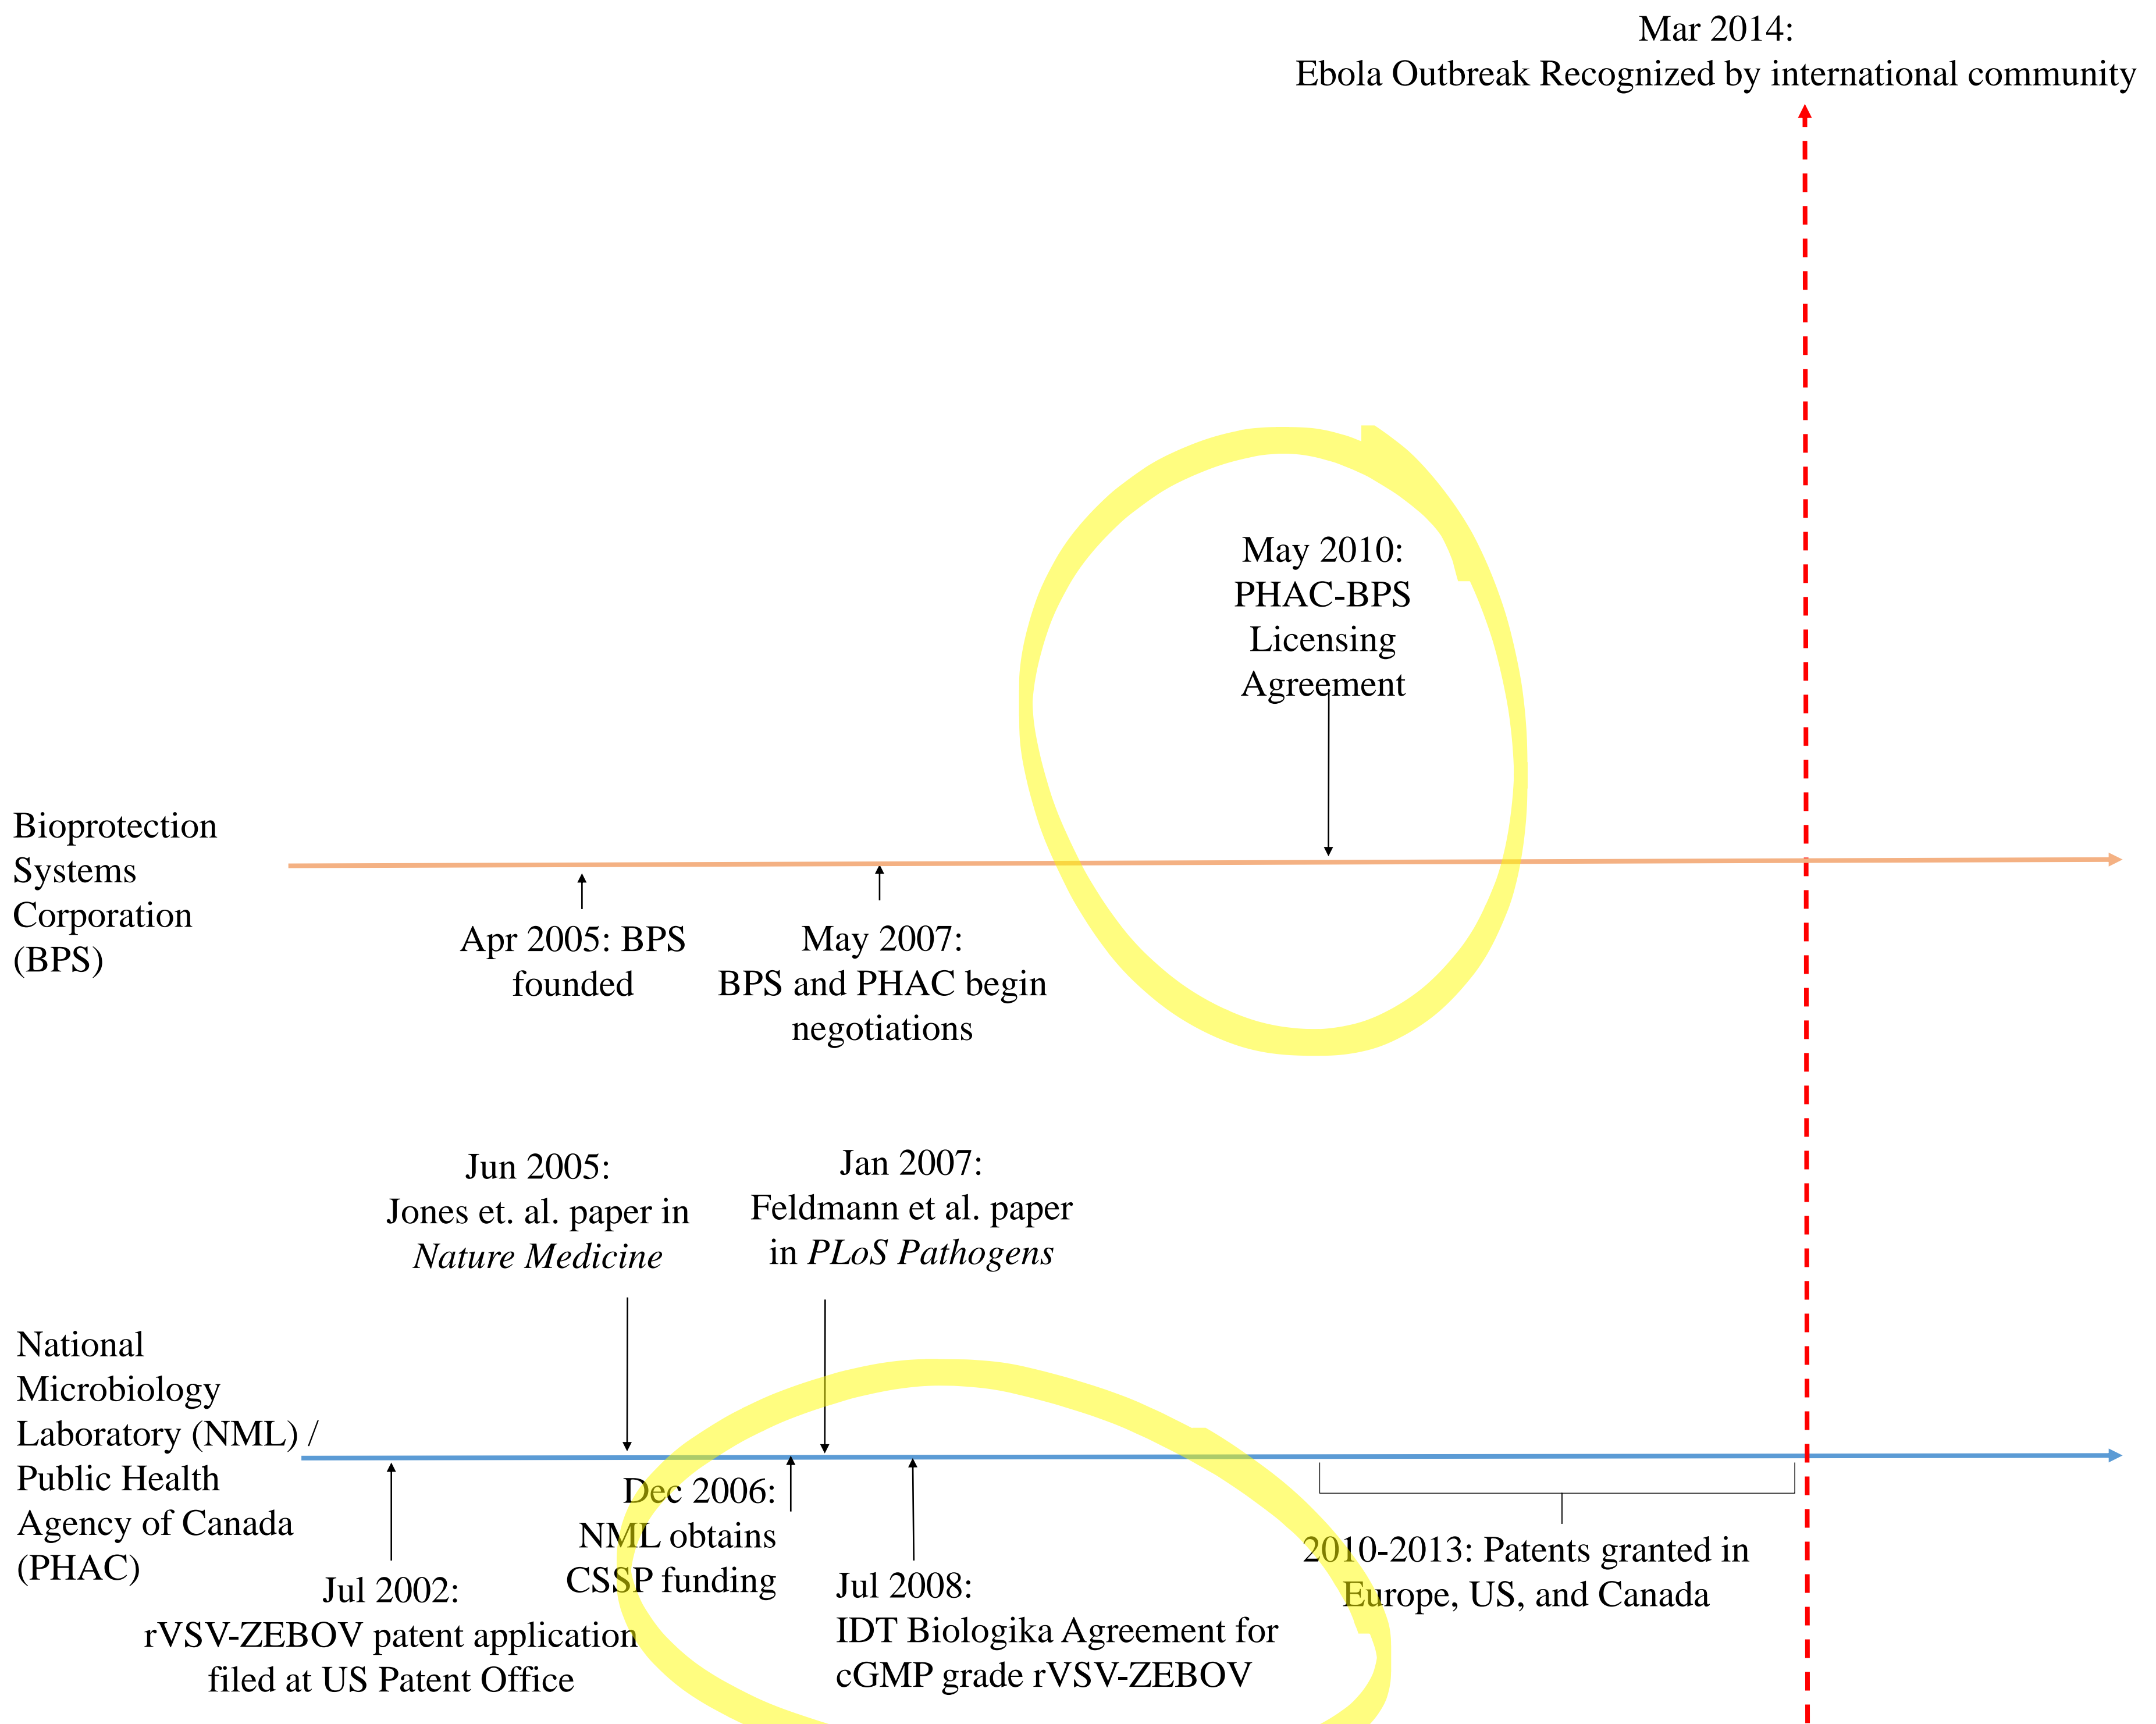 Mar 2014:
Ebola Outbreak Recognized by international community
May 2010:
PHAC-BPS
Licensing
Agreement
Bioprotection
Systems
Corporation
(BPS)
Apr 2005: BPS
founded
May 2007:
BPS and PHAC begin
negotiations
Jun 2005:
Jones et. al. paper in
Nature Medicine
Jan 2007:
Feldmann et al. paper
in PLoS Pathogens
National
Microbiology
Laboratory (NML) /
Public Health
Agency of Canada
(PHAC)
Jul 2002:
rVSV-ZEBOV patent application
filed at US Patent Office
Dec 2006:
NML obtains
CSSP funding
Jul 2008:
IDT Biologika Agreement for
cGMP grade rVSV-ZEBOV
2010-2013: Patents granted in
Europe, US, and Canada